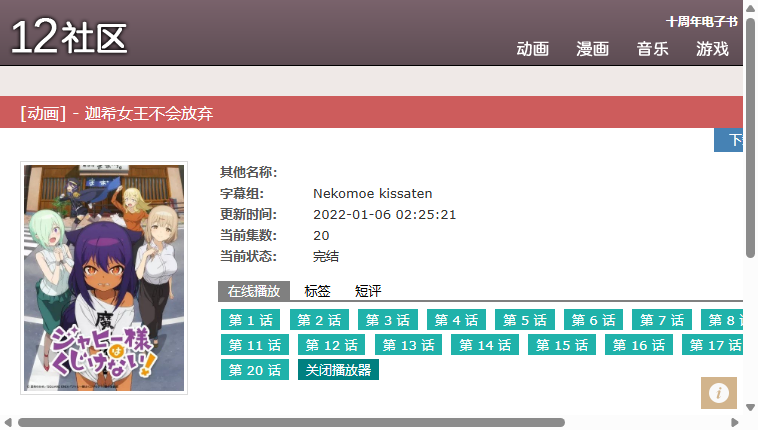 12社区
十周年电子书
动画 漫画 音乐 游戏
[动画] - 迦希女王不会放弃
其他名称:
字幕组: Nekomoe kissaten
更新时间: 2022-01-06 02:25:21
当前集数: 20
当前状态: 完结
在线播放 标签 短评
第 1 话 第 2 话 第 3 话 第 4 话 第 5 话 第 6 话 第 7 话 第 8
第 11 话 第 12 话 第 13 话 第 14 话 第 15 话 第 16 话 第 17 话
第 20 话 关闭播放器
ジャヒー様はくじけない!